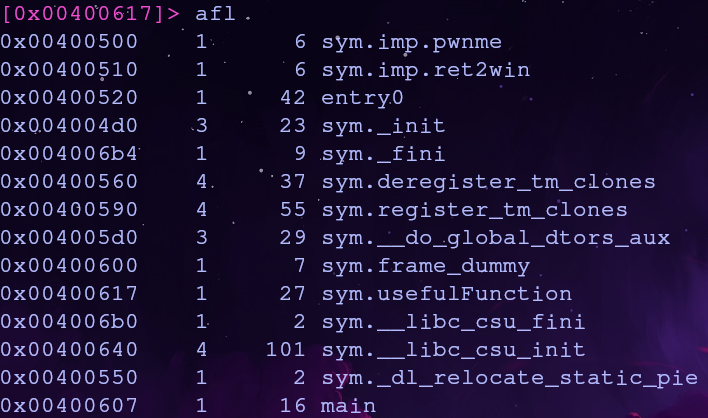 [0x00400617]> afl
0x00400500 1 6 sym.imp.pwnme
0x00400510 1 6 sym.imp.ret2win
0x00400520 1 42 entry0
0x004004d0 3 23 sym._init
0x004006b4 1 9 sym._fini
0x00400560 4 37 sym.deregister_tm_clones
0x00400590 4 55 sym.register_tm_clones
0x004005d0 3 29 sym.__do_global_dtors_aux
0x00400600 1 7 sym.frame_dummy
0x00400617 1 27 sym.usefulFunction
0x004006b0 1 2 sym.__libc_csu_fini
0x00400640 4 101 sym.__libc_csu_init
0x00400550 1 2 sym._dl_relocate_static_pie
0x00400607 1 16 main